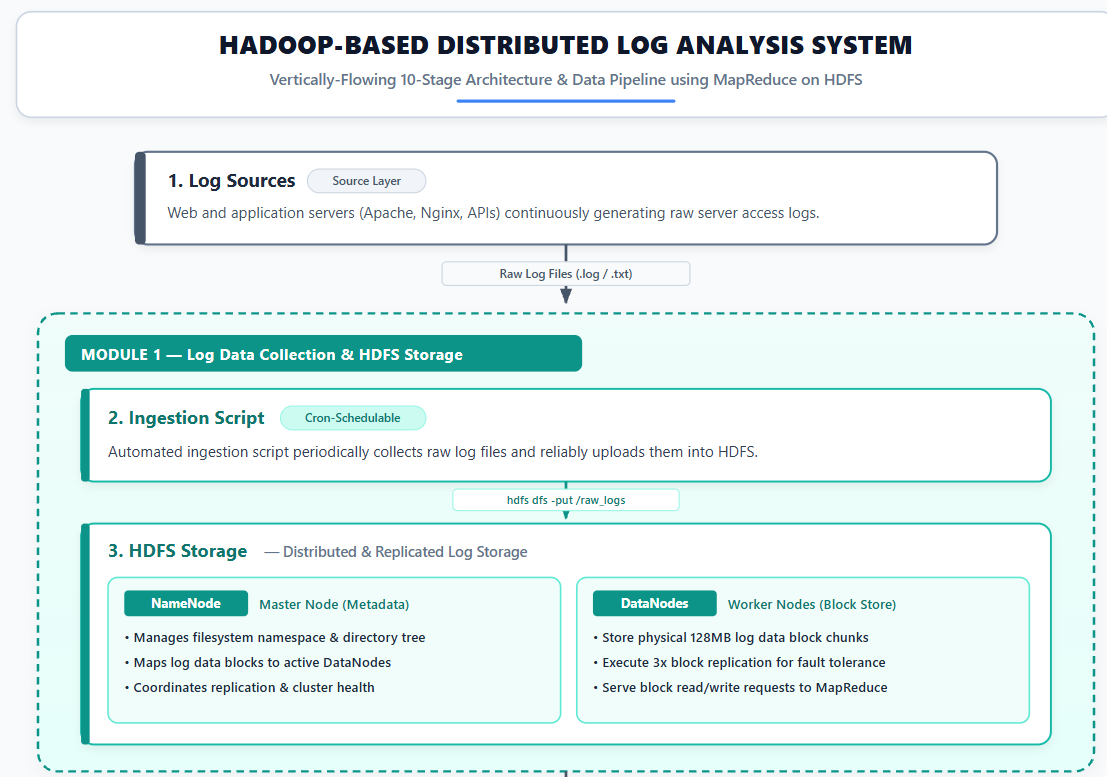 HADOOP-BASED DISTRIBUTED LOG ANALYSIS SYSTEM
Vertically-Flowing 10-Stage Architecture & Data Pipeline using MapReduce on HDFS
1. Log Sources Source Layer
Web and application servers (Apache, Nginx, APIs) continuously generating raw server access logs.
Raw Log Files (.log / .txt)
MODULE 1 — Log Data Collection & HDFS Storage
2. Ingestion Script Cron-Schedulable
Automated ingestion script periodically collects raw log files and reliably uploads them into HDFS.
hdfs dfs -put /raw_logs
3. HDFS Storage — Distributed & Replicated Log Storage
NameNode Master Node (Metadata)
• Manages filesystem namespace & directory tree
• Maps log data blocks to active DataNodes
• Coordinates replication & cluster health
DataNodes Worker Nodes (Block Store)
• Store physical 128MB log data block chunks
• Execute 3x block replication for fault tolerance
• Serve block read/write requests to MapReduce